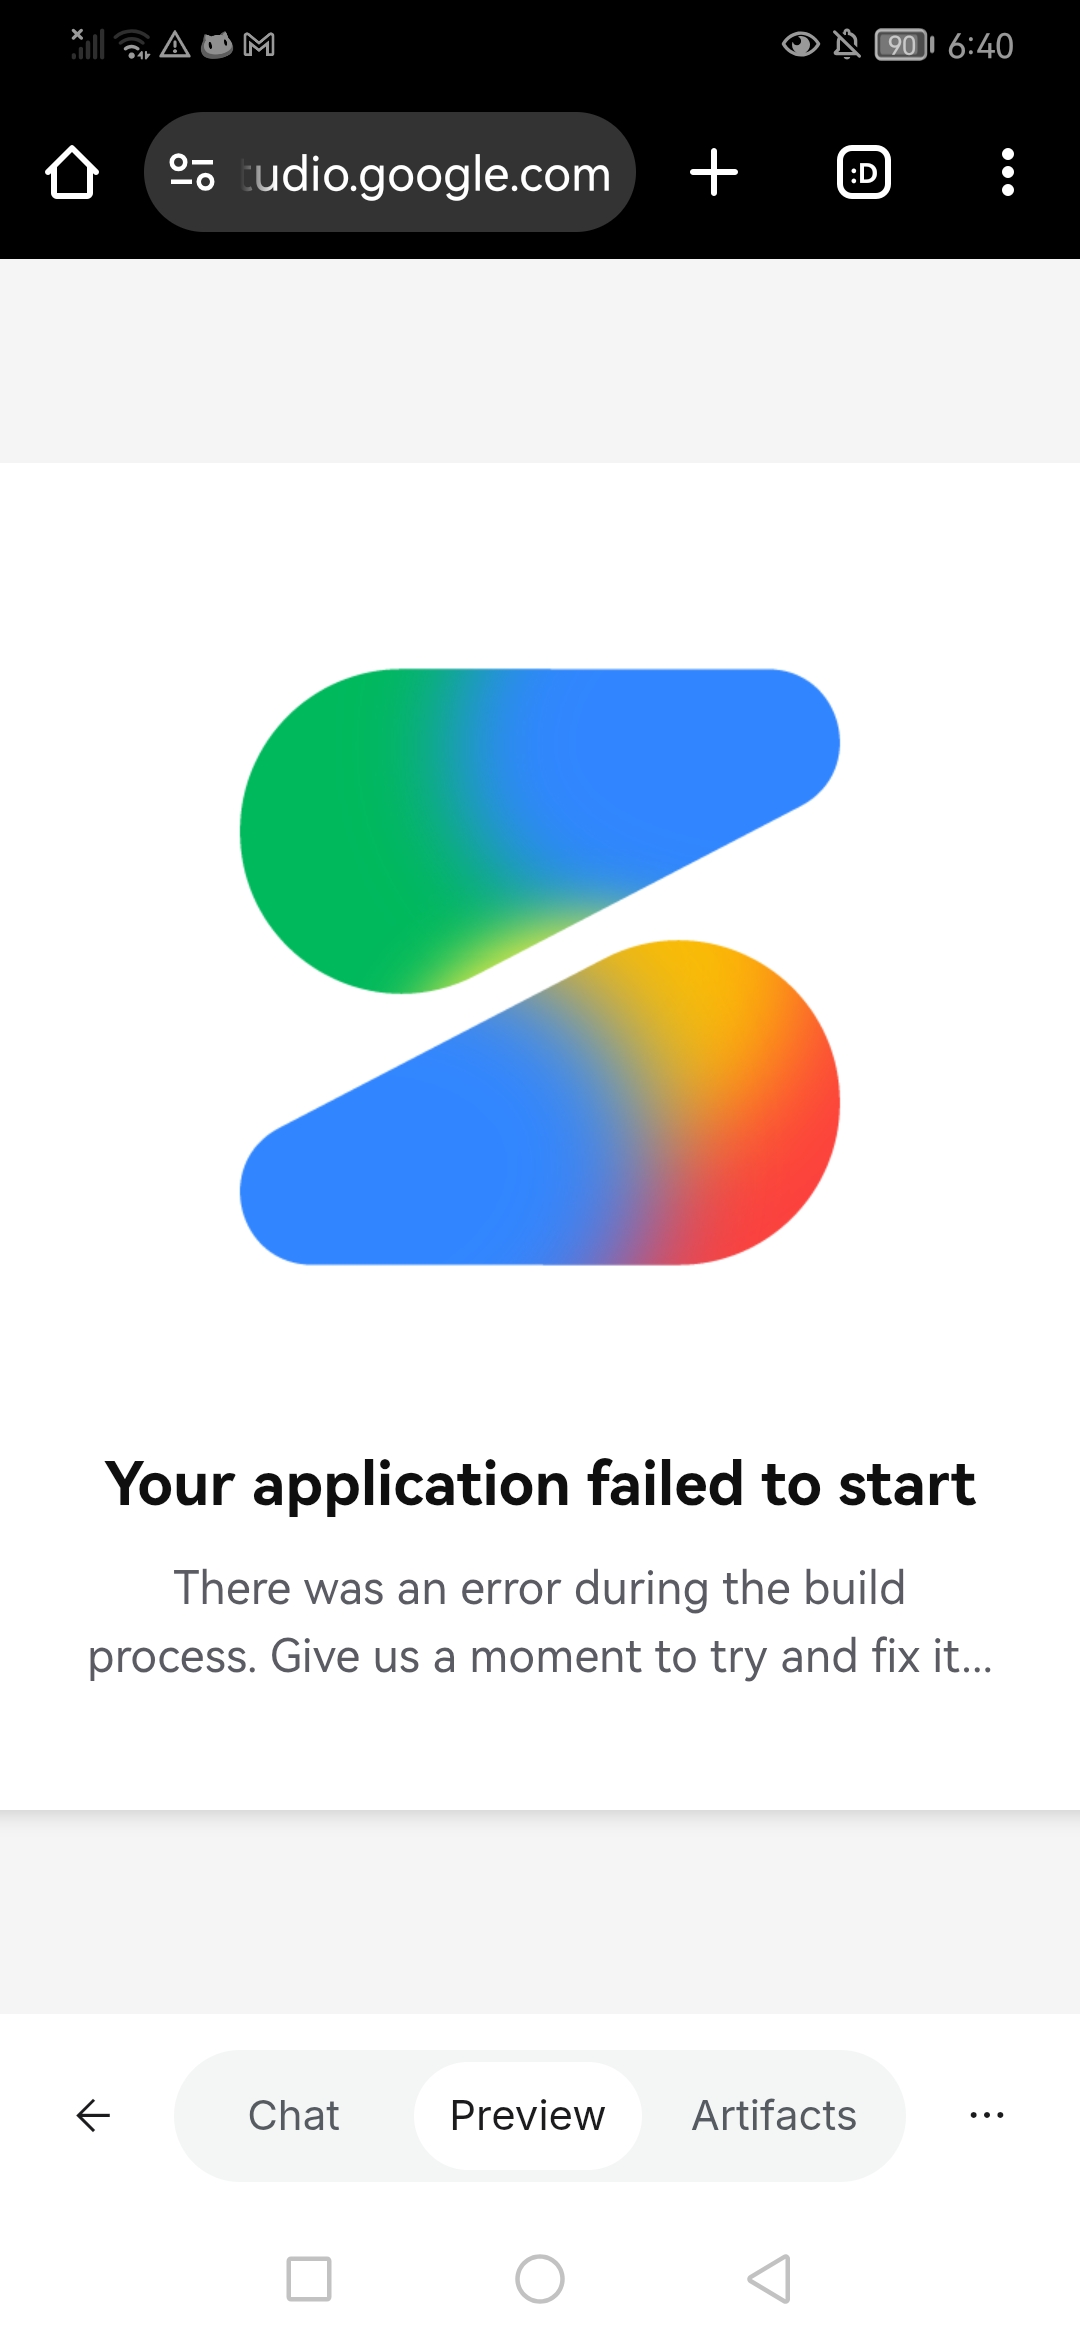 90 6:40
tudio.google.com
:D
Your application failed to start
There was an error during the build
process. Give us a moment to try and fix it...
Chat Preview Artifacts